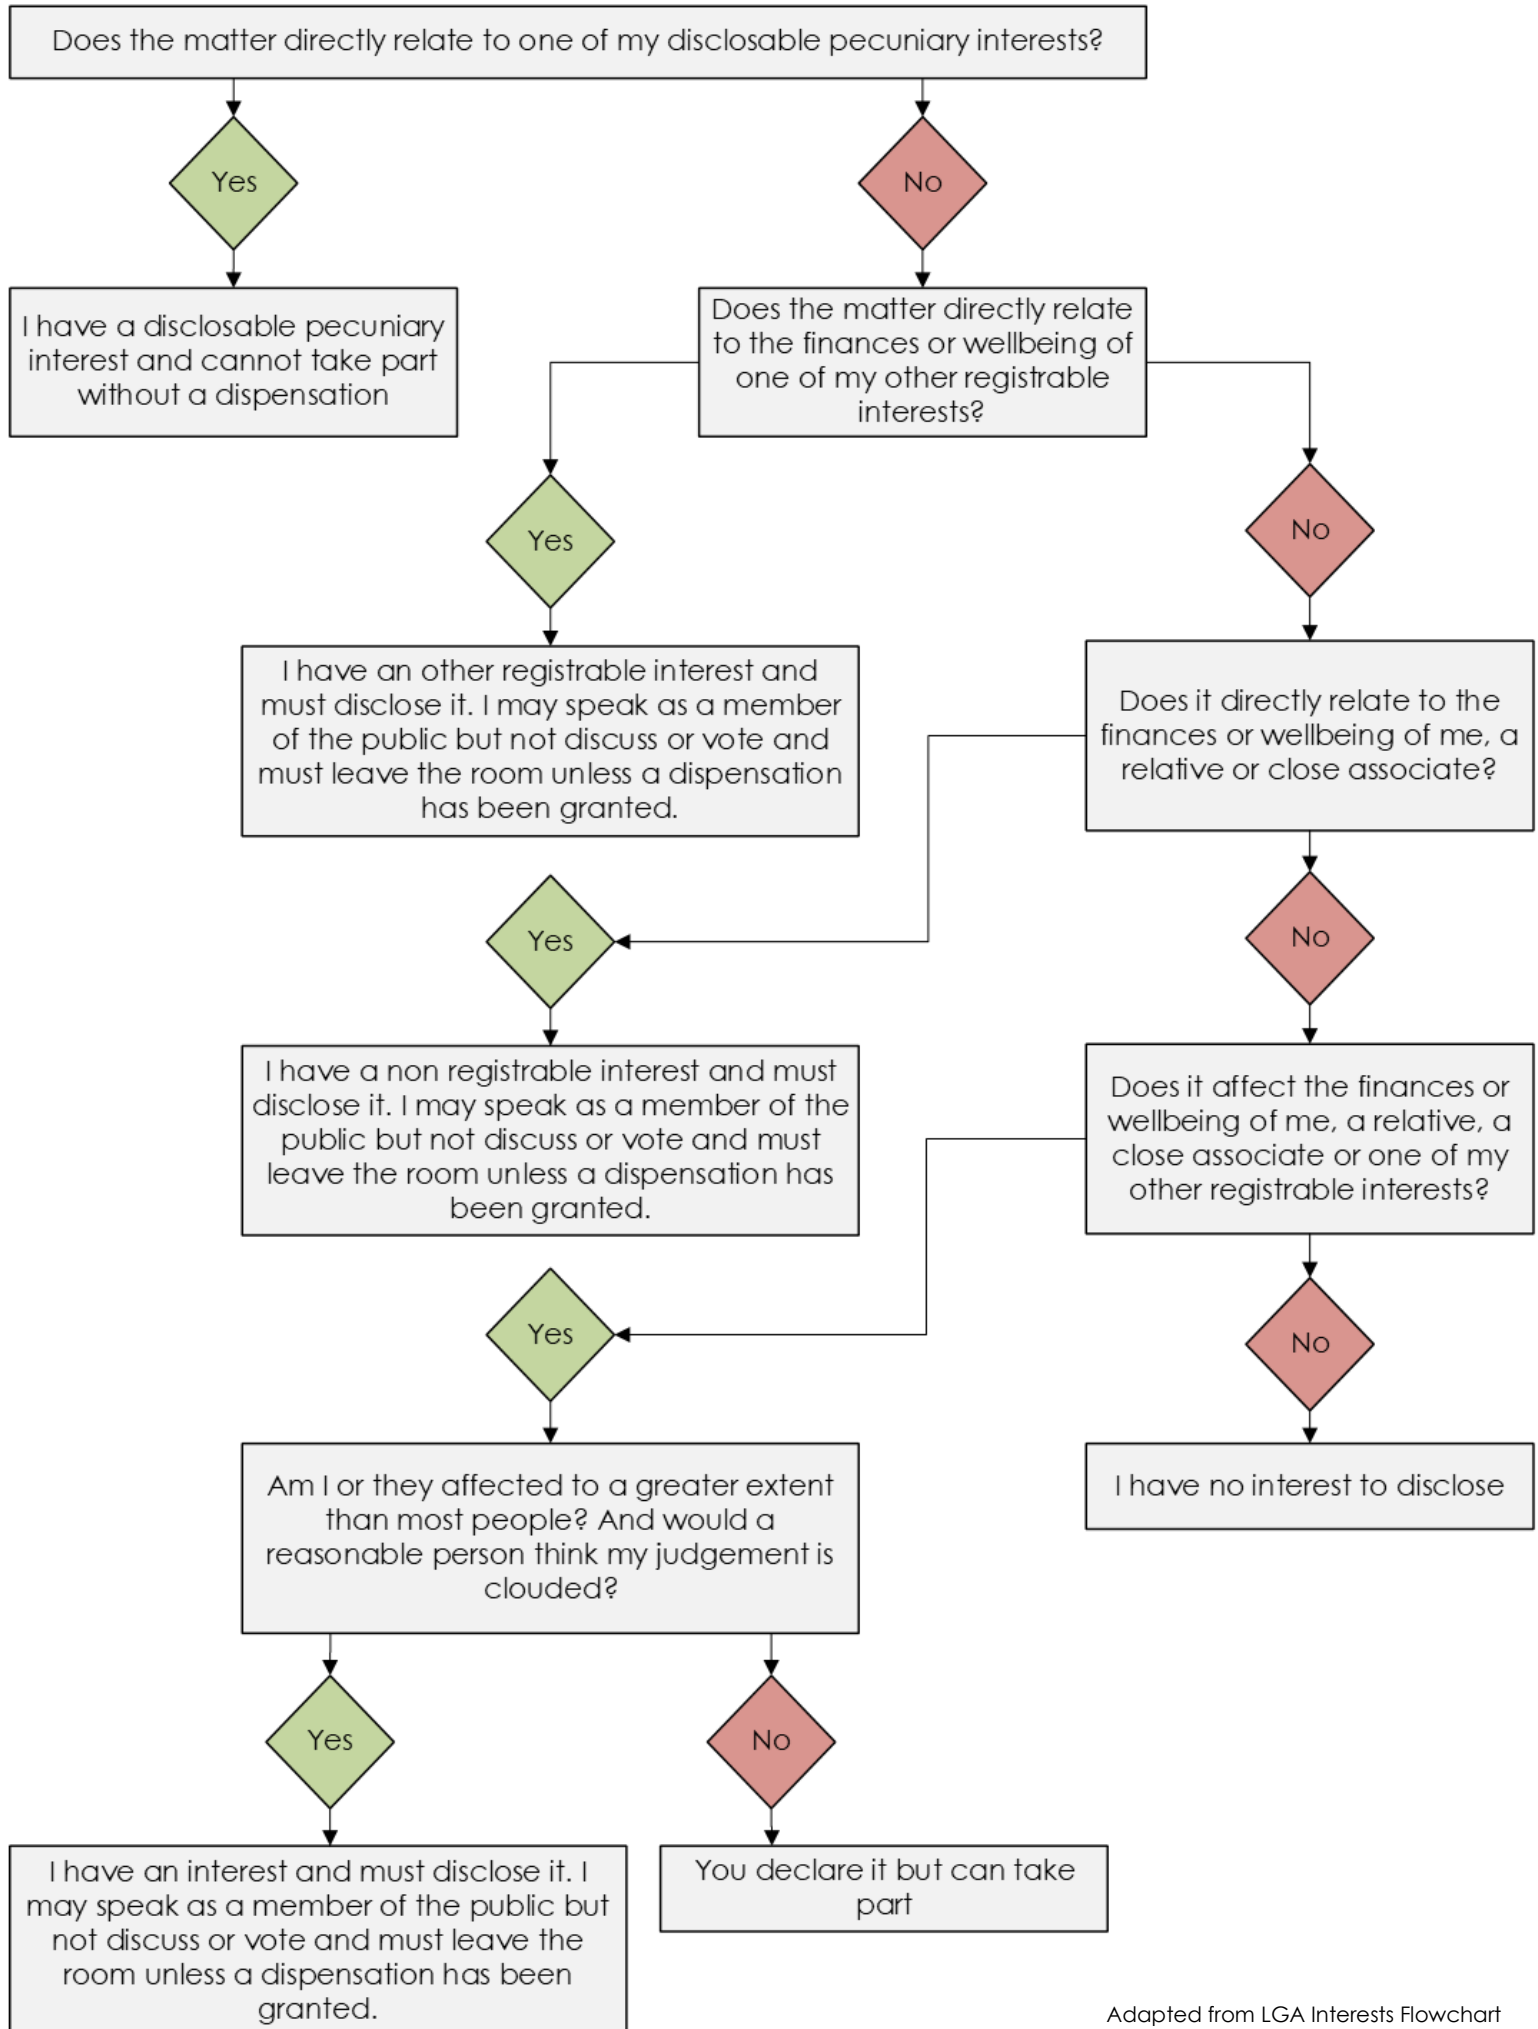 Does the matter directly relate to one of my disclosable pecuniary interests?
Yes
No
I have a disclosable pecuniary
interest and cannot take part
without a dispensation
Does the matter directly relate
to the finances or wellbeing of
one of my other registrable
interests?
Yes
No
I have an other registrable interest and
must disclose it. I may speak as a member
of the public but not discuss or vote and
must leave the room unless a dispensation
has been granted.
Does it directly relate to the
finances or wellbeing of me, a
relative or close associate?
Yes
No
I have a non registrable interest and must
disclose it. I may speak as a member of the
public but not discuss or vote and must
leave the room unless a dispensation has
been granted.
Does it affect the finances or
wellbeing of me, a relative, a
close associate or one of my
other registrable interests?
Yes
No
Am I or they affected to a greater extent
than most people? And would a
reasonable person think my judgement is
clouded?
I have no interest to disclose
Yes
No
I have an interest and must disclose it. I
may speak as a member of the public but
not discuss or vote and must leave the
room unless a dispensation has been
granted.
You declare it but can take
part
Adapted from LGA Interests Flowchart